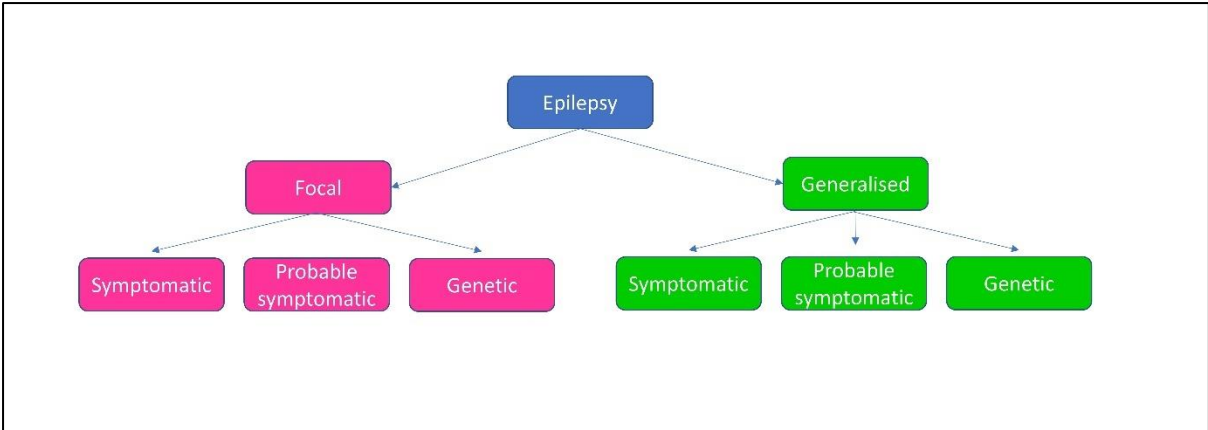 Epilepsy
Focal
Generalised
Symptomatic
Probable
symptomatic
Genetic
Symptomatic
Probable
symptomatic
Genetic